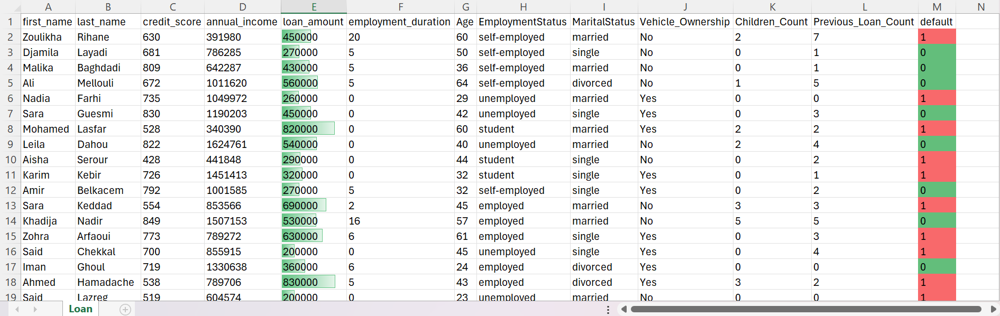 A B C D E F G H I J K L M N
1 first_name last_name credit_score annual_income loan_amount employment_duration Age EmploymentStatus MaritalStatus Vehicle_Ownership Children_Count Previous_Loan_Count default
2 Zoulikha Rihane 630 391980 450000 20 60 self-employed married No 2 7 1
3 Djamila Layadi 681 786285 270000 5 50 self-employed single No 0 1 0
4 Malika Baghdadi 809 642287 430000 5 36 self-employed married No 0 1 0
5 Ali Mellouli 672 1011620 560000 5 64 self-employed divorced No 1 5 0
6 Nadia Farhi 735 1049972 260000 0 29 unemployed married Yes 0 0 1
7 Sara Guesmi 830 1190203 450000 0 42 unemployed single Yes 0 3 0
8 Mohamed Lasfar 528 340390 820000 0 60 student married Yes 2 2 1
9 Leila Dahou 822 1624761 540000 0 40 unemployed married No 2 4 0
10 Aisha Serour 428 441848 290000 0 44 student single No 0 2 1
11 Karim Kebir 726 1451413 320000 0 32 student single Yes 0 1 1
12 Amir Belkacem 792 1001585 270000 5 32 self-employed single Yes 0 2 0
13 Sara Keddad 554 853566 690000 2 45 employed married No 3 3 1
14 Khadija Nadir 849 1507153 530000 16 57 employed married No 5 5 0
15 Zohra Arfaoui 773 789272 630000 6 61 employed single Yes 0 3 1
16 Said Chekkal 700 855915 200000 0 45 unemployed single Yes 0 4 1
17 Iman Ghoul 719 1330638 360000 6 24 employed divorced Yes 0 0 0
18 Ahmed Hamadache 538 789706 830000 5 43 employed divorced Yes 3 2 1
19 Said Lazreg 519 604574 200000 0 23 unemployed married No 0 0 1
Loan